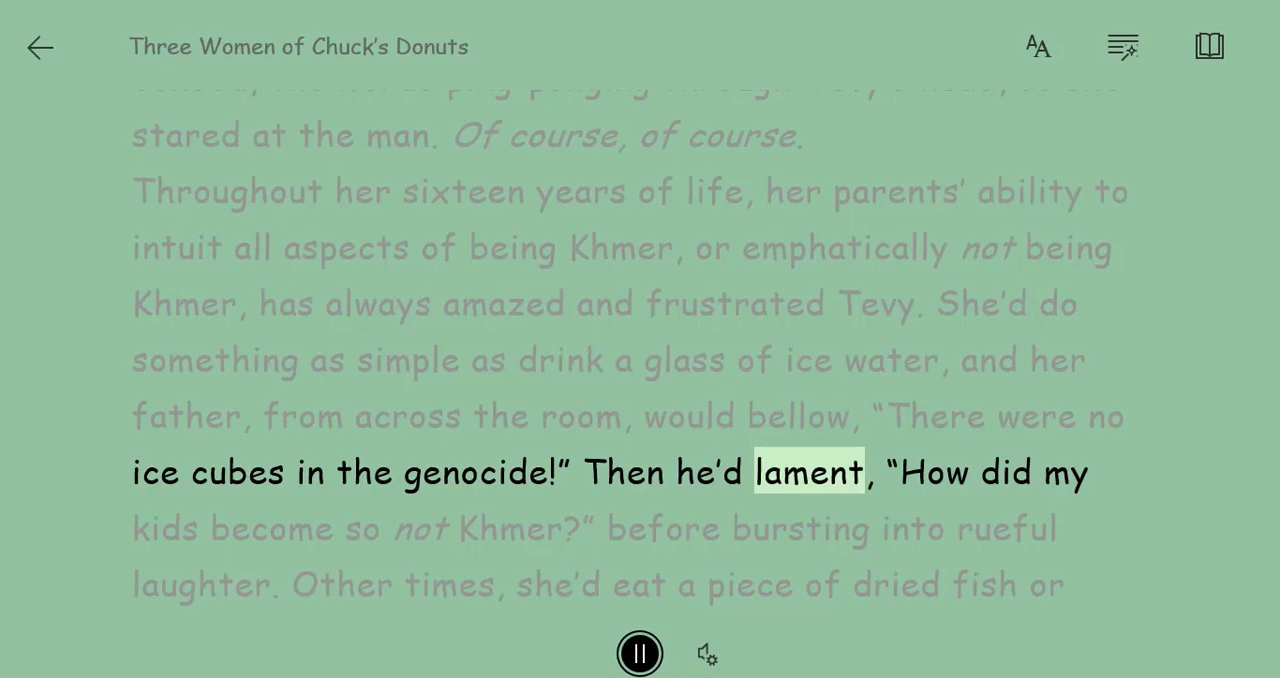 Three Women of Chuck’s Donuts
stared at the man. Of course, of course.
Throughout her sixteen years of life, her parents’ ability to
intuit all aspects of being Khmer, or emphatically not being
Khmer, has always amazed and frustrated Tevy. She’d do
something as simple as drink a glass of ice water, and her
father, from across the room, would bellow, “There were no
ice cubes in the genocide!” Then he’d lament, “How did my
kids become so not Khmer?” before bursting into rueful
laughter. Other times, she’d eat a piece of dried fish or